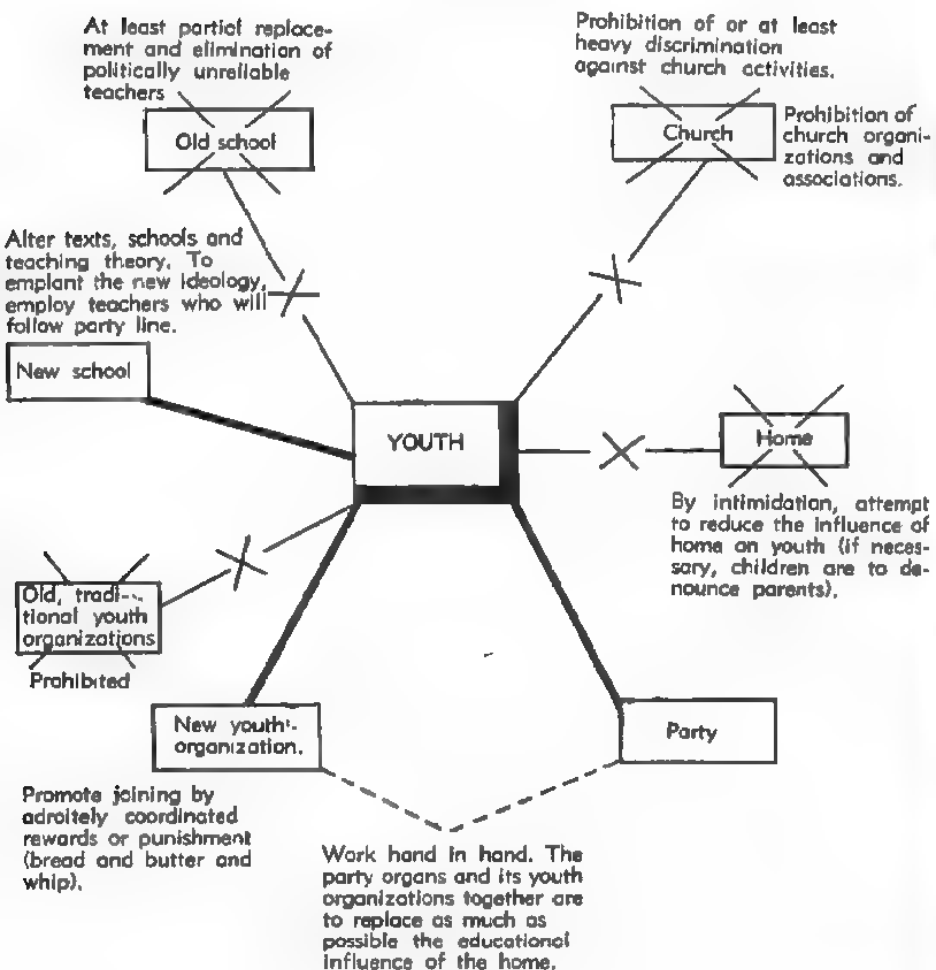 At least partial replace-
ment and elimination of
politically unreliable
teachers
Old school
Prohibition of or at least
heavy discrimination
against church activities.
Church
Prohibition of
church organi-
zations and
associations.
Alter texts, schools and
teaching theory. To
emplant the new ideology,
employ teachers who will
follow party line.
New school
YOUTH
Home
By intimidation, attempt
to reduce the influence of
home on youth (if neces-
sary, children are to de-
nounce parents).
Old, tradi-
tional youth
organizations
Prohibited
New youth-
organization.
Party
Promote joining by
adroitely coordinated
rewards or punishment
(bread and butter and
whip).
Work hand in hand. The
party organs and its youth
organizations together are
to replace as much as
possible the educational
influence of the home.